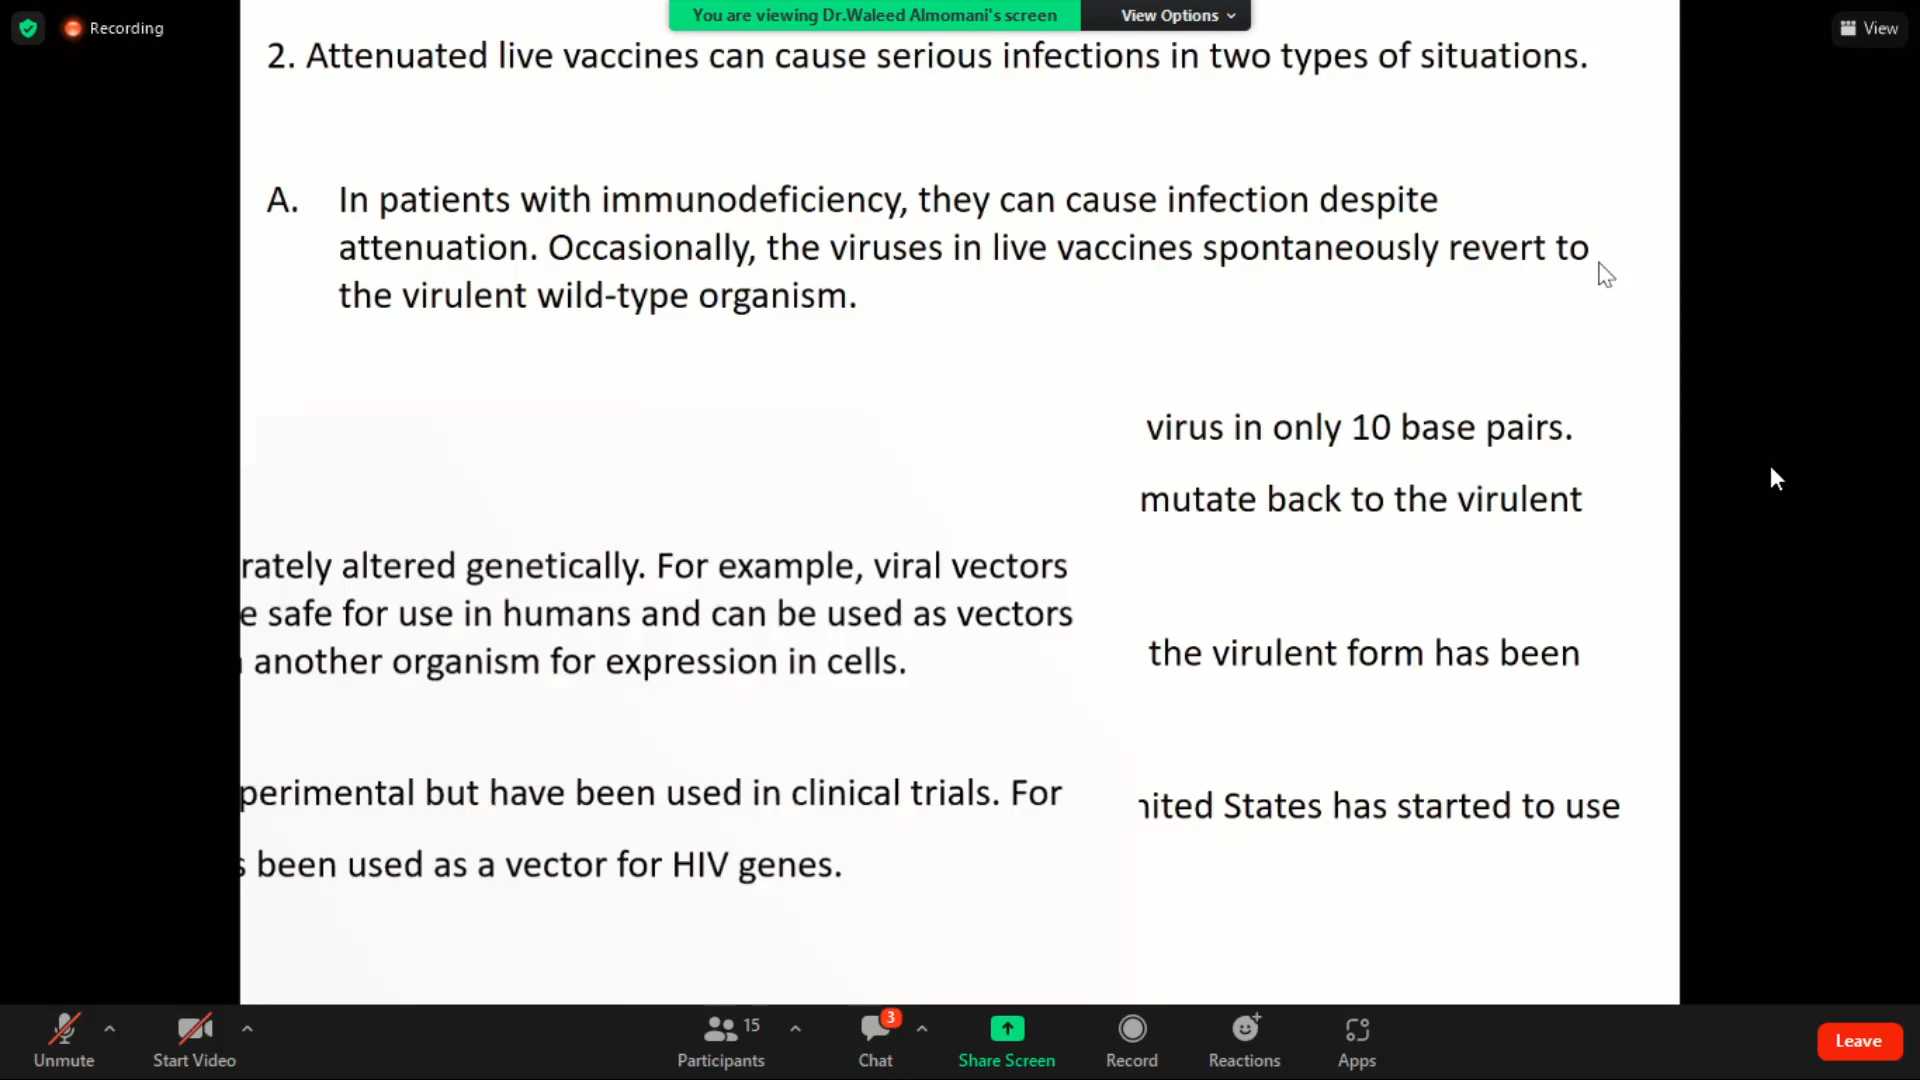 Recording
You are viewing Dr.Waleed Almomani's screen
View Options
View
2. Attenuated live vaccines can cause serious infections in two types of situations.
A. In patients with immunodeficiency, they can cause infection despite
attenuation. Occasionally, the viruses in live vaccines spontaneously revert to
the virulent wild-type organism.
virus in only 10 base pairs.
mutate back to the virulent
rately altered genetically. For example, viral vectors
e safe for use in humans and can be used as vectors
another organism for expression in cells.
the virulent form has been
perimental but have been used in clinical trials. For
nited States has started to use
s been used as a vector for HIV genes.
Unmute
Start Video
15
Participants
3
Chat
Share Screen
Record
Reactions
Apps
Leave